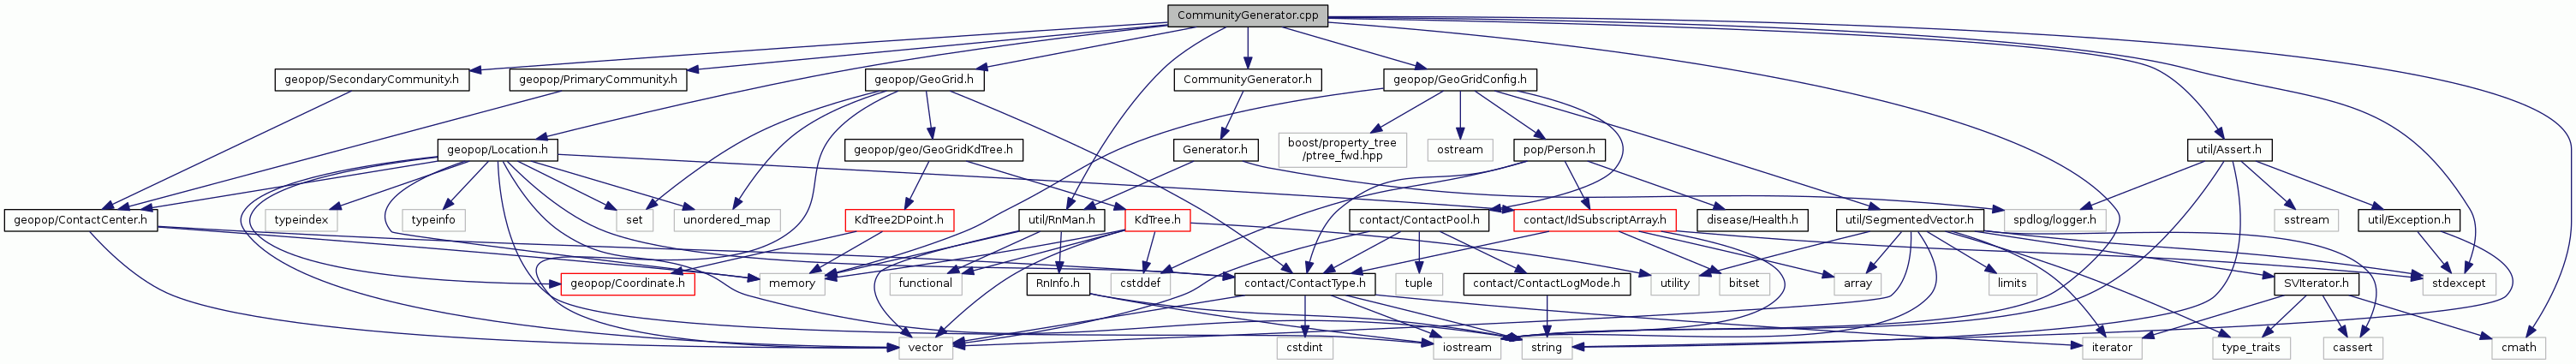 CommunityGenerator.cpp
geopop/SecondaryCommunity.h
geopop/PrimaryCommunity.h
geopop/GeoGrid.h
CommunityGenerator.h
geopop/GeoGridConfig.h
geopop/Location.h
geopop/geo/GeoGridKdTree.h
Generator.h
boost/property_tree
/ptree_fwd.hpp
ostream
pop/Person.h
util/Assert.h
geopop/ContactCenter.h
typeindex
typeinfo
set
unordered_map
KdTree2DPoint.h
util/RnMan.h
KdTree.h
contact/ContactPool.h
contact/IdSubscriptArray.h
disease/Health.h
util/SegmentedVector.h
spdlog/logger.h
sstream
util/Exception.h
geopop/Coordinate.h
memory
functional
RnInfo.h
cstddef
contact/ContactType.h
tuple
contact/ContactLogMode.h
utility
bitset
array
limits
SVIterator.h
stdexcept
vector
iostream
cstdint
string
iterator
type_traits
cassert
cmath